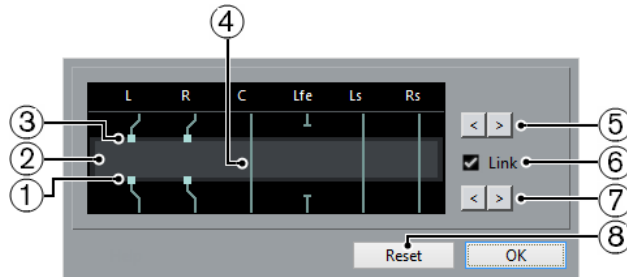 ④
L R C Lfe Ls Rs
③ < > ⑤
② Link ⑥
① < > ⑦
⑧
Reset OK